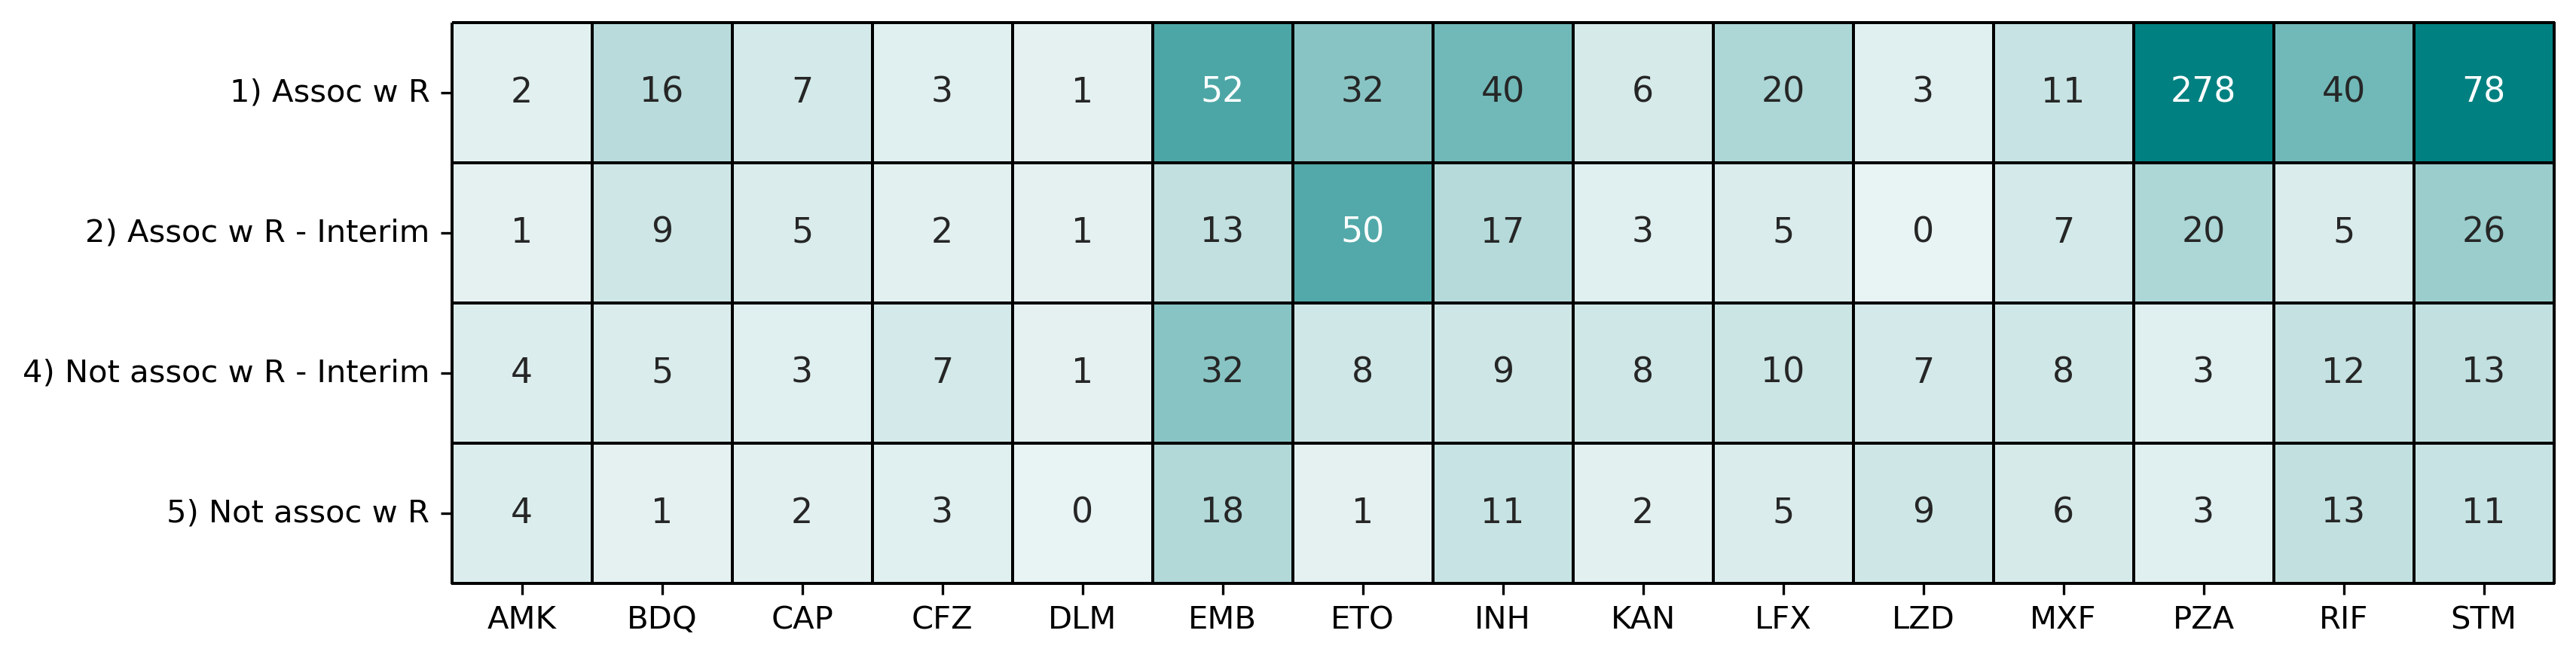 1) Assoc w R 2 16 7 3 1 52 32 40 6 20 3 11 278 40 78
2) Assoc w R - Interim 1 9 5 2 1 13 50 17 3 5 0 7 20 5 26
4) Not assoc w R - Interim 4 5 3 7 1 32 8 9 8 10 7 8 3 12 13
5) Not assoc w R 4 1 2 3 0 18 1 11 2 5 9 6 3 13 11
AMK BDQ CAP CFZ DLM EMB ETO INH KAN LFX LZD MXF PZA RIF STM